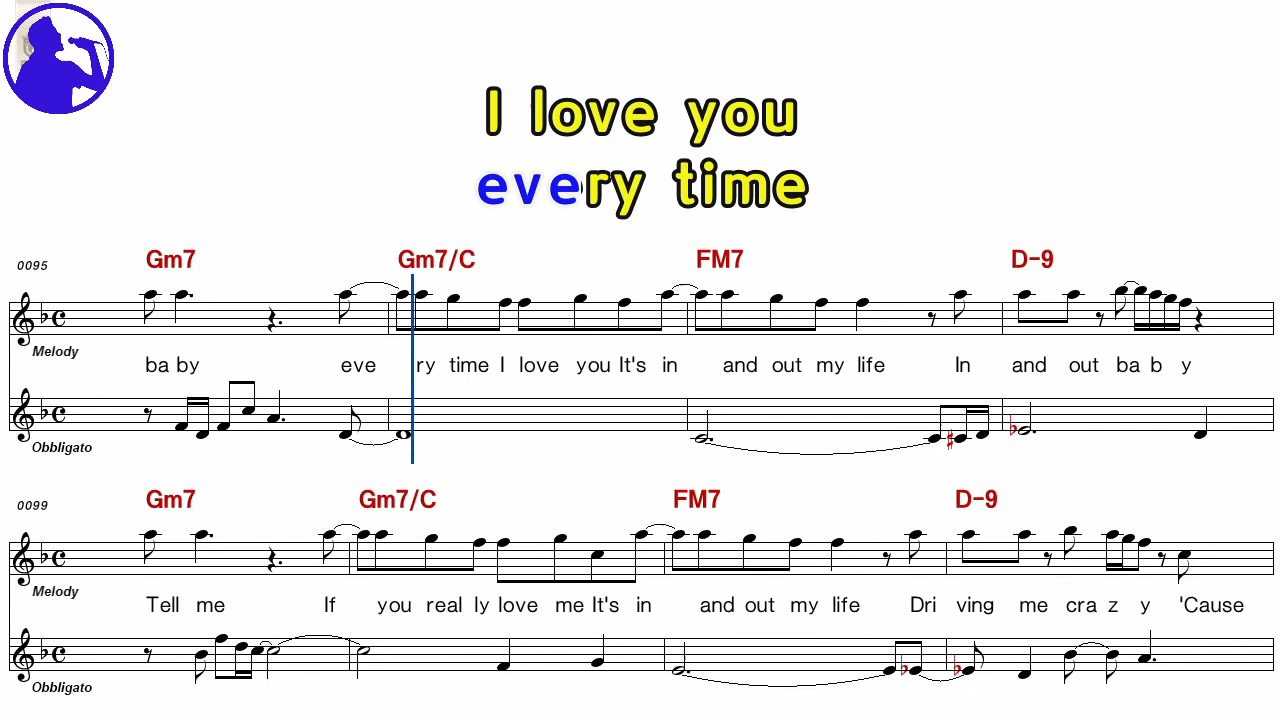 I love you
every time
0095 Gm7 Gm7/C FM7 D-9
Melody
ba by eve ry time I love you It's in and out my life In and out ba b y
Obbligato
0099 Gm7 Gm7/C FM7 D-9
Melody
Tell me If you real ly love me It's in and out my life Dri ving me cra z y 'Cause
Obbligato